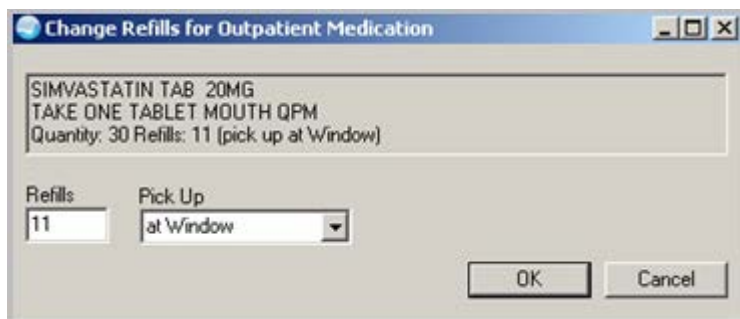 Change Refills for Outpatient Medication
SIMVASTATIN TAB 20MG
TAKE ONE TABLET MOUTH QPM
Quantity: 30 Refills: 11 (pick up at Window)
Refills Pick Up
11 at Window
OK Cancel